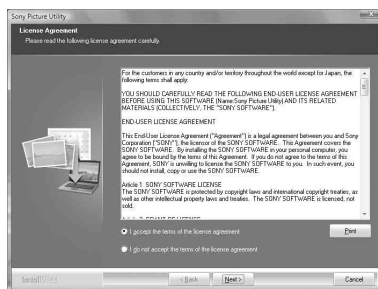 Sony Picture Utility
License Agreement
Please read the following license agreement carefully.
For the customers in any country and/or territory throughout the world except for Japan, the
following terms shall apply:
YOU SHOULD CAREFULLY READ THE FOLLOWING END-USER LICENSE AGREEMENT
BEFORE USING THIS SOFTWARE (Name:Sony Picture Utility) AND ITS RELATED
MATERIALS (COLLECTIVELY, THE "SONY SOFTWARE").
END-USER LICENSE AGREEMENT
This End-User License Agreement ("Agreement") is a legal agreement between you and Sony
Corporation ("SONY"), the licensor of the SONY SOFTWARE. This Agreement covers the
SONY SOFTWARE. By installing the SONY SOFTWARE in your personal computer, you
agree to be bound by the terms of this Agreement. If you do not agree to the terms of this
Agreement, SONY is unwilling to license the SONY SOFTWARE to you. In such event, you
should not install, copy or use the SONY SOFTWARE.
Article 1 SONY SOFTWARE LICENSE
The SONY SOFTWARE is protected by copyright laws and international copyright treaties, as
well as other intellectual property laws and treaties. The SONY SOFTWARE is licensed, not
sold.
I accept the terms of the license agreement
Print
I do not accept the terms of the license agreement
InstallShield
< Back
Next >
Cancel